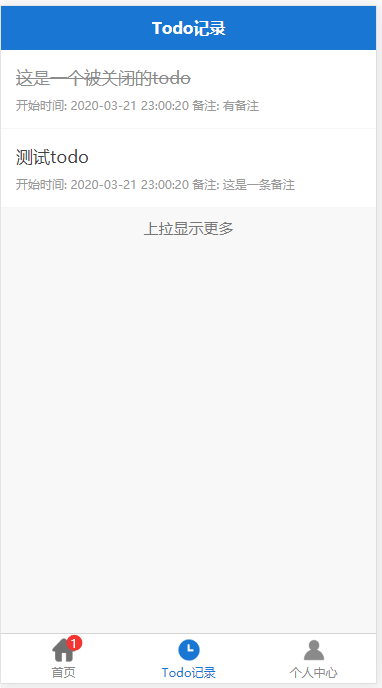 Todo记录
这是一个被关闭的todo
开始时间: 2020-03-21 23:00:20 备注: 有备注
测试todo
开始时间: 2020-03-21 23:00:20 备注: 这是一条备注
上拉显示更多
1
首页
Todo记录
个人中心